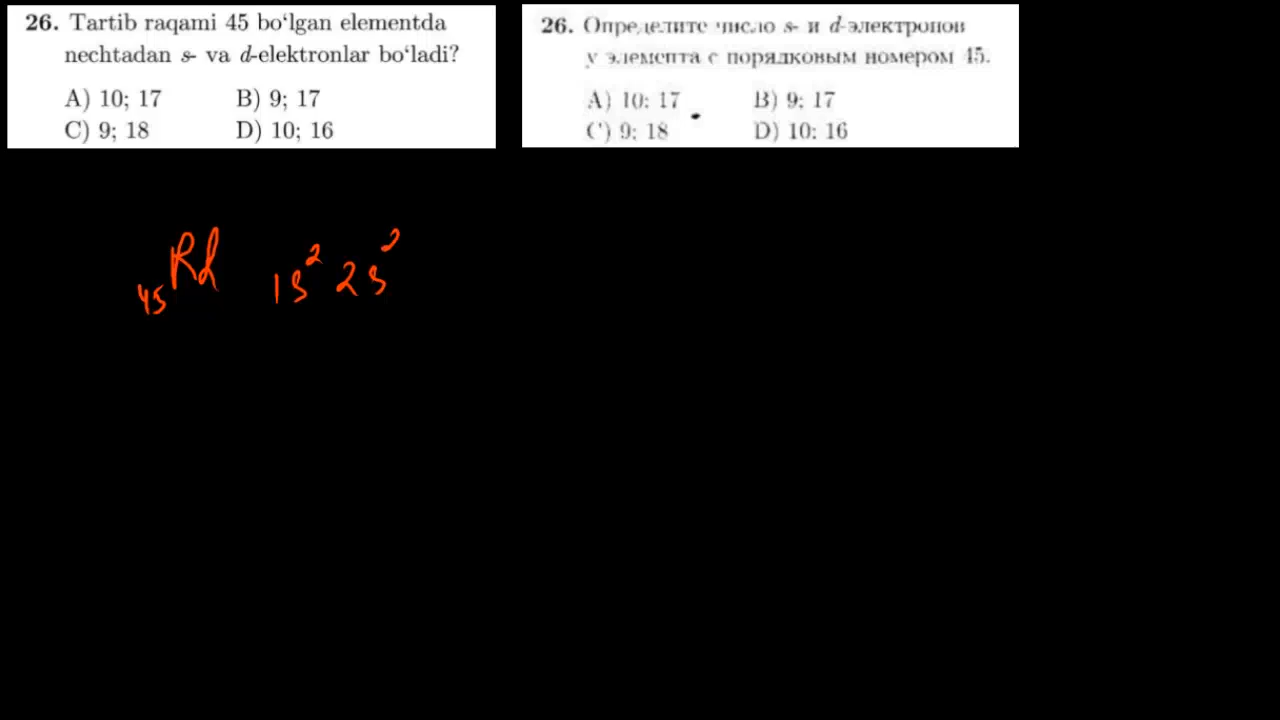 26. Tartib raqami 45 bo‘lgan elementda
nechtadan s- va d-elektronlar bo‘ladi?
A) 10; 17 B) 9; 17
C) 9; 18 D) 10; 16
26. Определите число s- и d-электронов
у элемента с порядковым номером 45.
A) 10; 17 B) 9; 17
C) 9; 18 D) 10; 16
₄₅Rd 1s² 2s²